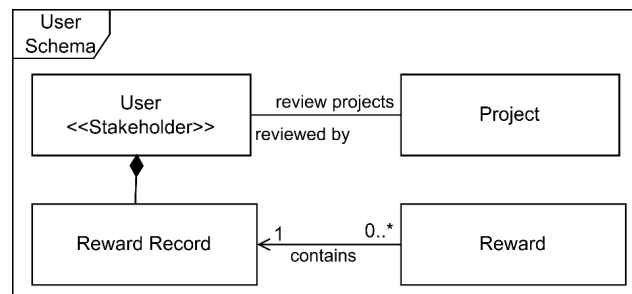 User
Schema
User
<<Stakeholder>>
review projects
reviewed by
Project
Reward Record
1
0..*
contains
Reward